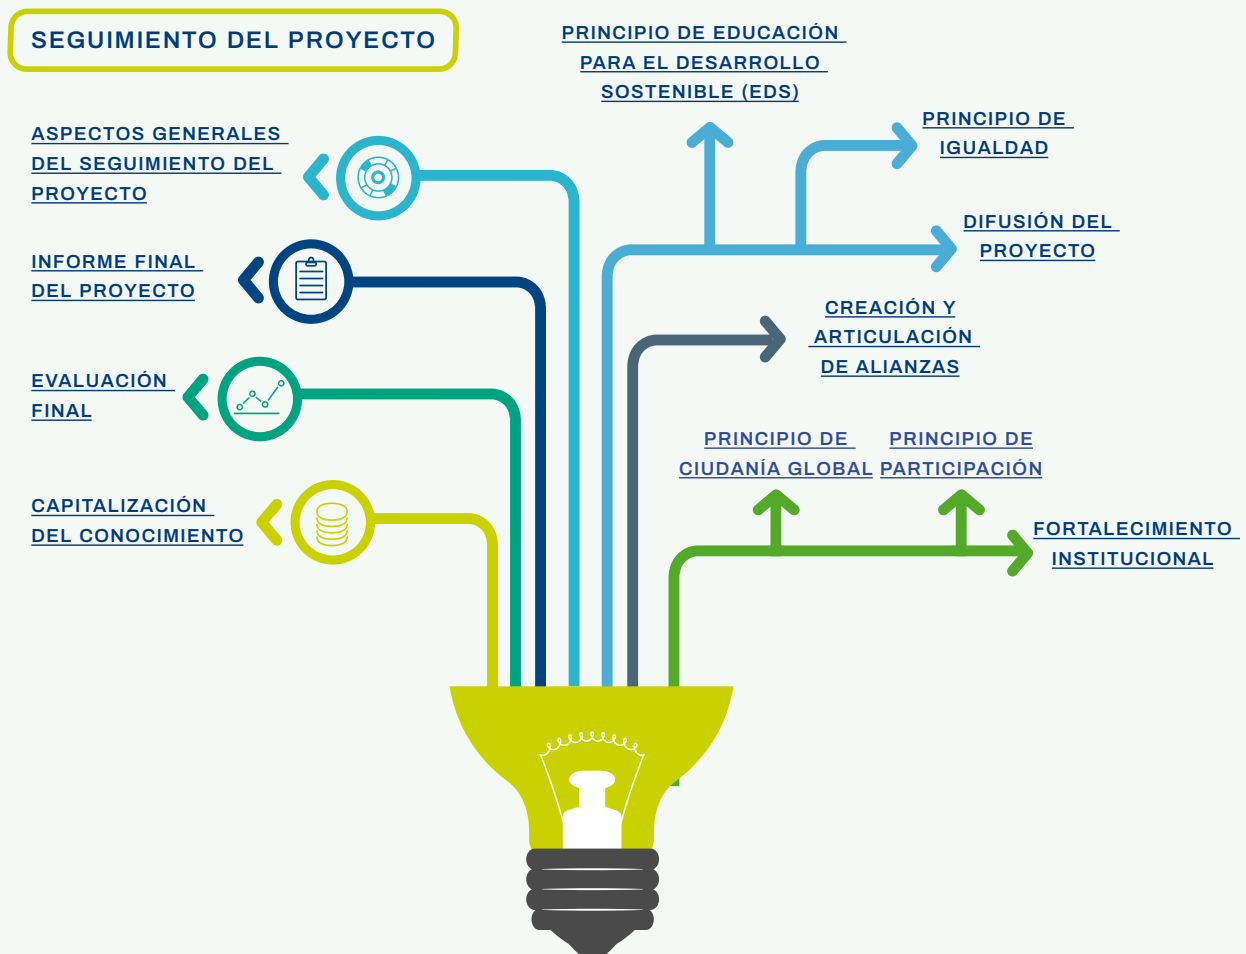 SEGUIMIENTO DEL PROYECTO
ASPECTOS GENERALES
DEL SEGUIMIENTO DEL
PROYECTO
INFORME FINAL
DEL PROYECTO
EVALUACIÓN
FINAL
CAPITALIZACIÓN
DEL CONOCIMIENTO
PRINCIPIO DE EDUCACIÓN
PARA EL DESARROLLO
SOSTENIBLE (EDS)
PRINCIPIO DE
IGUALDAD
DIFUSIÓN DEL
PROYECTO
CREACIÓN Y
ARTICULACIÓN
DE ALIANZAS
PRINCIPIO DE
CIUDANÍA GLOBAL
PRINCIPIO DE
PARTICIPACIÓN
FORTALECIMIENTO
INSTITUCIONAL